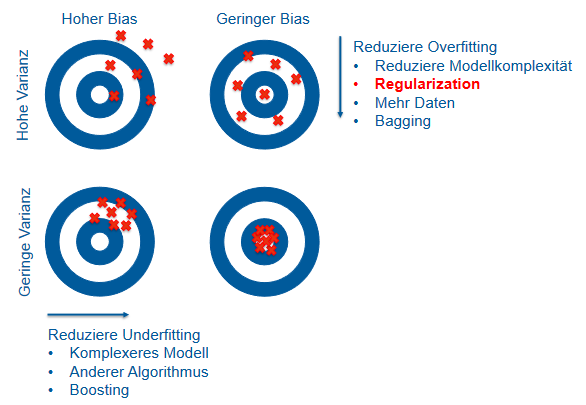 Hoher Bias
Geringer Bias
Hohe Varianz
Reduziere Overfitting
• Reduziere Modellkomplexität
• Regularization
• Mehr Daten
• Bagging
Geringe Varianz
Reduziere Underfitting
• Komplexeres Modell
• Anderer Algorithmus
• Boosting